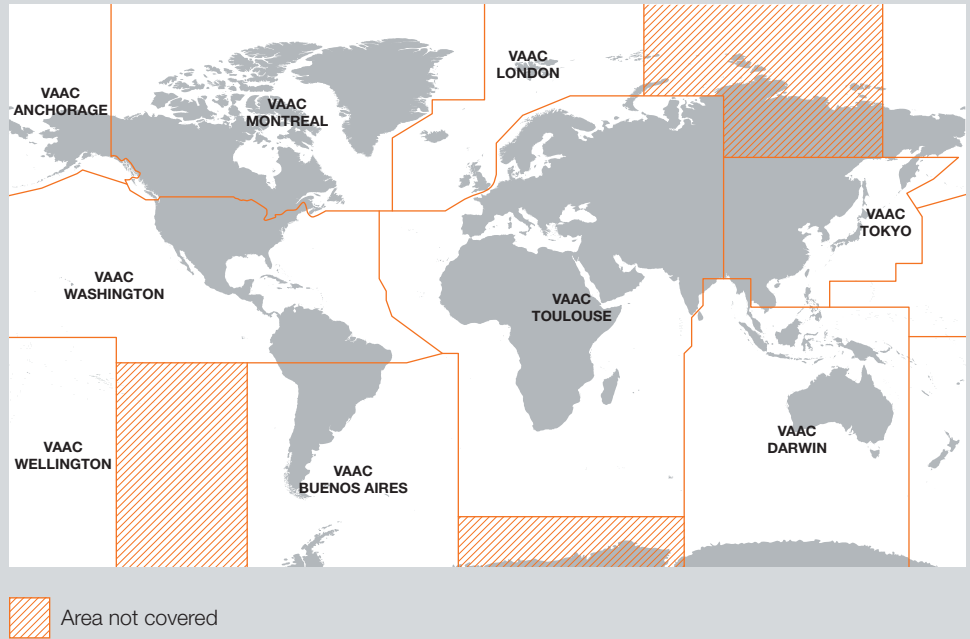 VAAC
LONDON
VAAC
ANCHORAGE
VAAC
MONTREAL
VAAC
TOKYO
VAAC
WASHINGTON
VAAC
TOULOUSE
VAAC
WELLINGTON
VAAC
BUENOS AIRES
VAAC
DARWIN
Area not covered